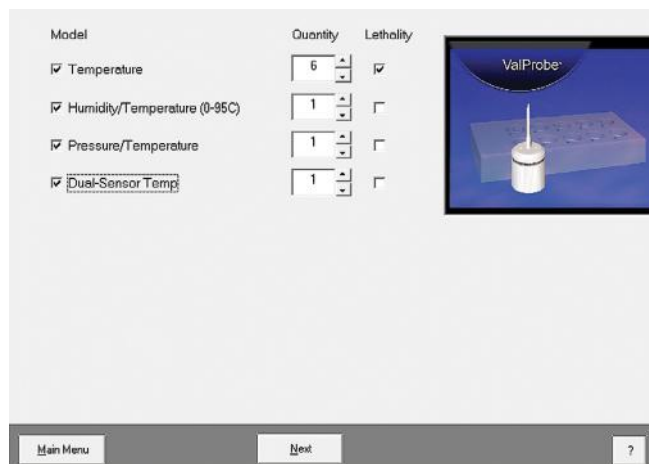 Model Quantity Lethality
Temperature 6
Humidity/Temperature (0-95C) 1
Pressure/Temperature 1
Dual-Sensor Temp 1
ValProbe
Main Menu Next ?